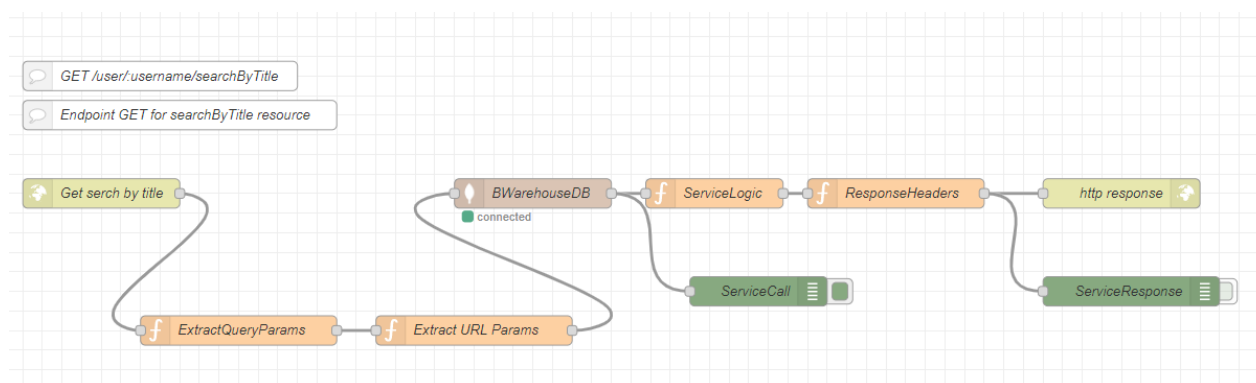 GET /user/:username/searchByTitle
Endpoint GET for searchByTitle resource
Get serch by title
BWarehouseDB
ServiceLogic
ResponseHeaders
http response
connected
ServiceCall
ServiceResponse
ExtractQueryParams
Extract URL Params